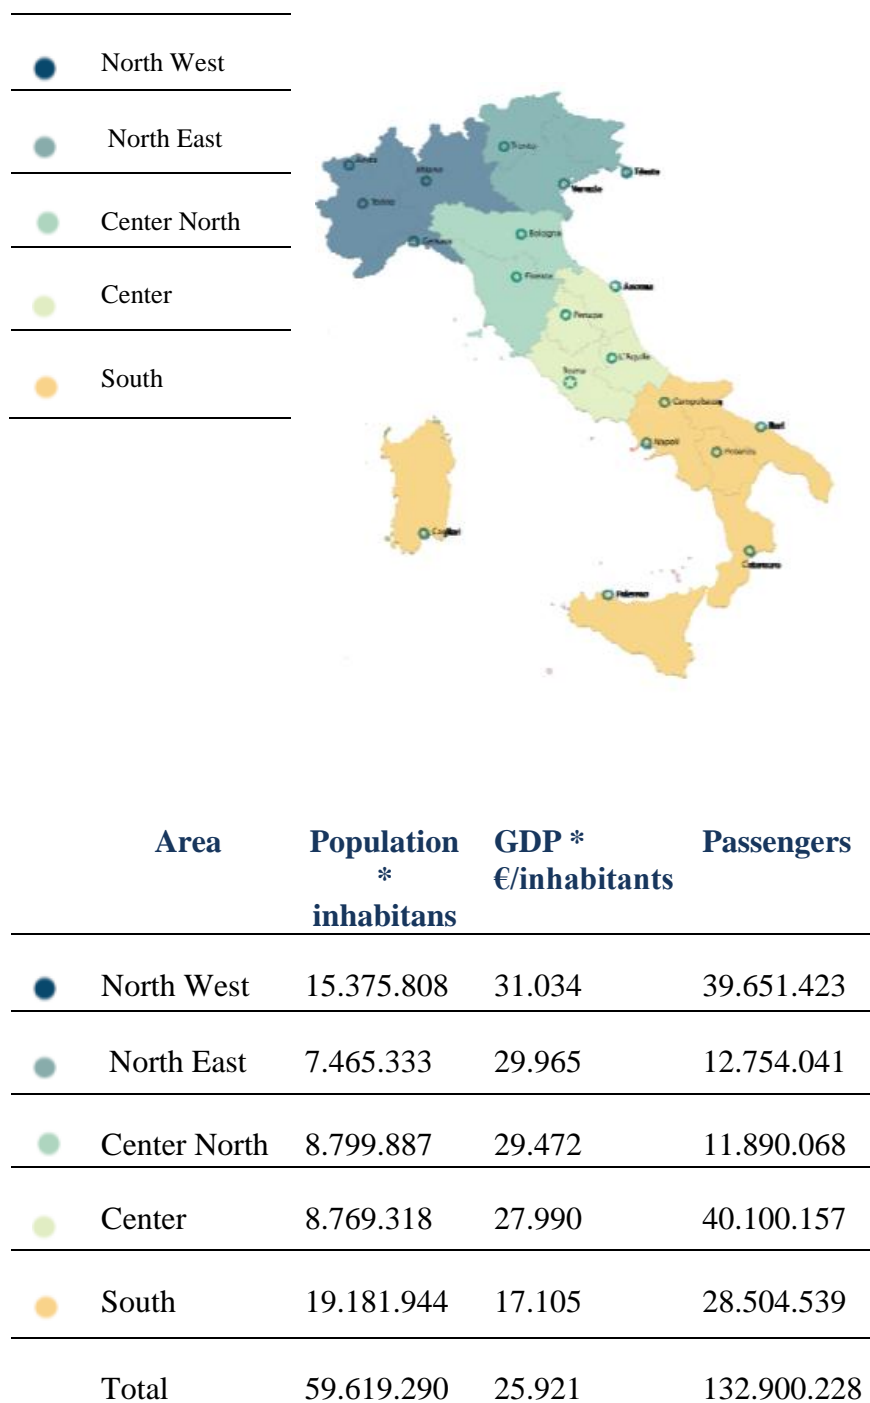 North West
North East
Center North
Center
South
Aosta
Milano
Torino
Genova
Trento
Trieste
Venezia
Bologna
Firenze
Ancona
Perugia
L'Aquila
Roma
Campobasso
Bari
Napoli
Potenza
Cagliari
Catanzaro
Palermo
Area Population GDP * Passengers
* €/inhabitants
inhabitans
North West 15.375.808 31.034 39.651.423
North East 7.465.333 29.965 12.754.041
Center North 8.799.887 29.472 11.890.068
Center 8.769.318 27.990 40.100.157
South 19.181.944 17.105 28.504.539
Total 59.619.290 25.921 132.900.228